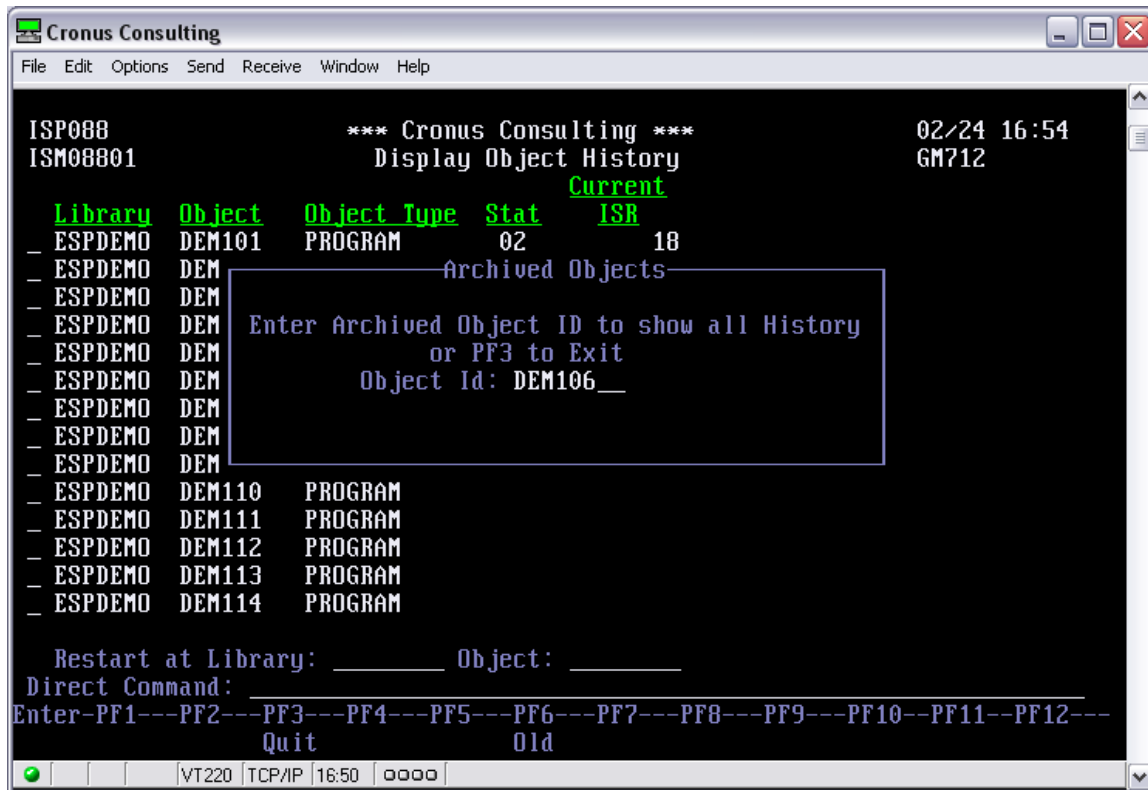 Cronus Consulting
File Edit Options Send Receive Window Help
ISP088 *** Cronus Consulting *** 02/24 16:54
ISM08801 Display Object History GM712
Current
Library Object Object Type Stat ISR
_ ESPDEMO DEM101 PROGRAM 02 18
_ ESPDEMO DEM Archived Objects
_ ESPDEMO DEM
_ ESPDEMO DEM Enter Archived Object ID to show all History
_ ESPDEMO DEM or PF3 to Exit
_ ESPDEMO DEM Object Id: DEM106__
_ ESPDEMO DEM
_ ESPDEMO DEM
_ ESPDEMO DEM
_ ESPDEMO DEM110 PROGRAM
_ ESPDEMO DEM111 PROGRAM
_ ESPDEMO DEM112 PROGRAM
_ ESPDEMO DEM113 PROGRAM
_ ESPDEMO DEM114 PROGRAM
Restart at Library: ________ Object: ________
Direct Command: ____________________________________________________________
Enter-PF1---PF2---PF3---PF4---PF5---PF6---PF7---PF8---PF9---PF10--PF11--PF12---
Quit Old
VT220 TCP/IP 16:50